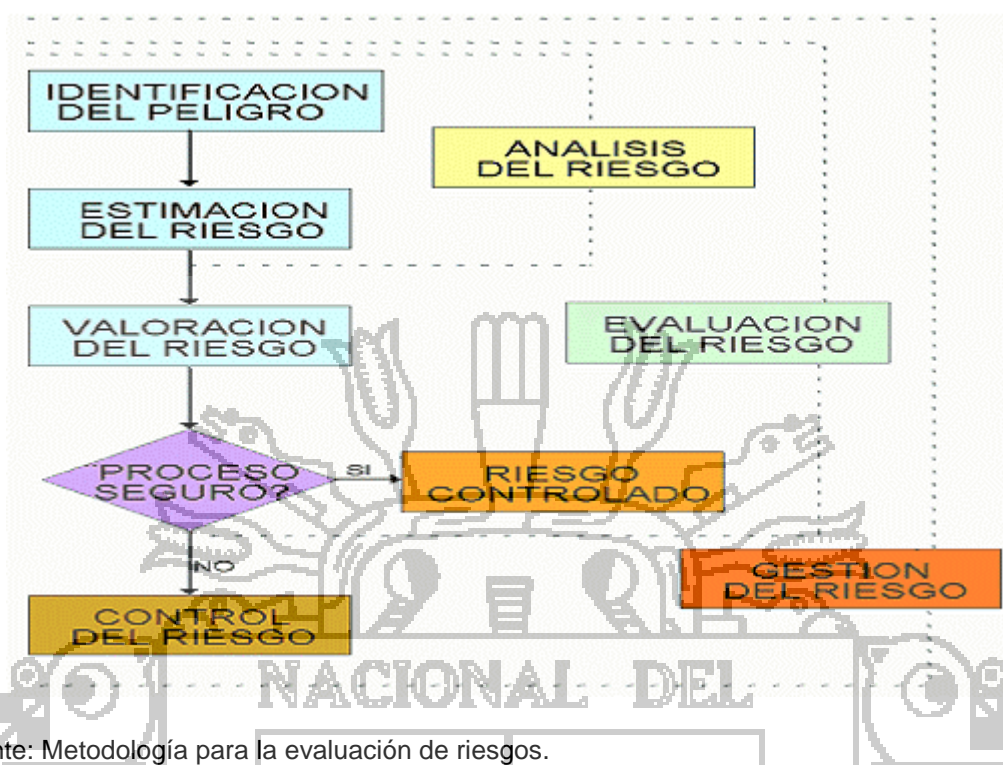 IDENTIFICACION
DEL PELIGRO
ANALISIS
DEL RIESGO
ESTIMACION
DEL RIESGO
VALORACION
DEL RIESGO
EVALUACION
DEL RIESGO
PROCESO
SEGURO?
SI
RIESGO
CONTROLADO
NO
GESTION
DEL RIESGO
CONTROL
DEL RIESGO
NACIONAL DEL
nte: Metodología para la evaluación de riesgos.